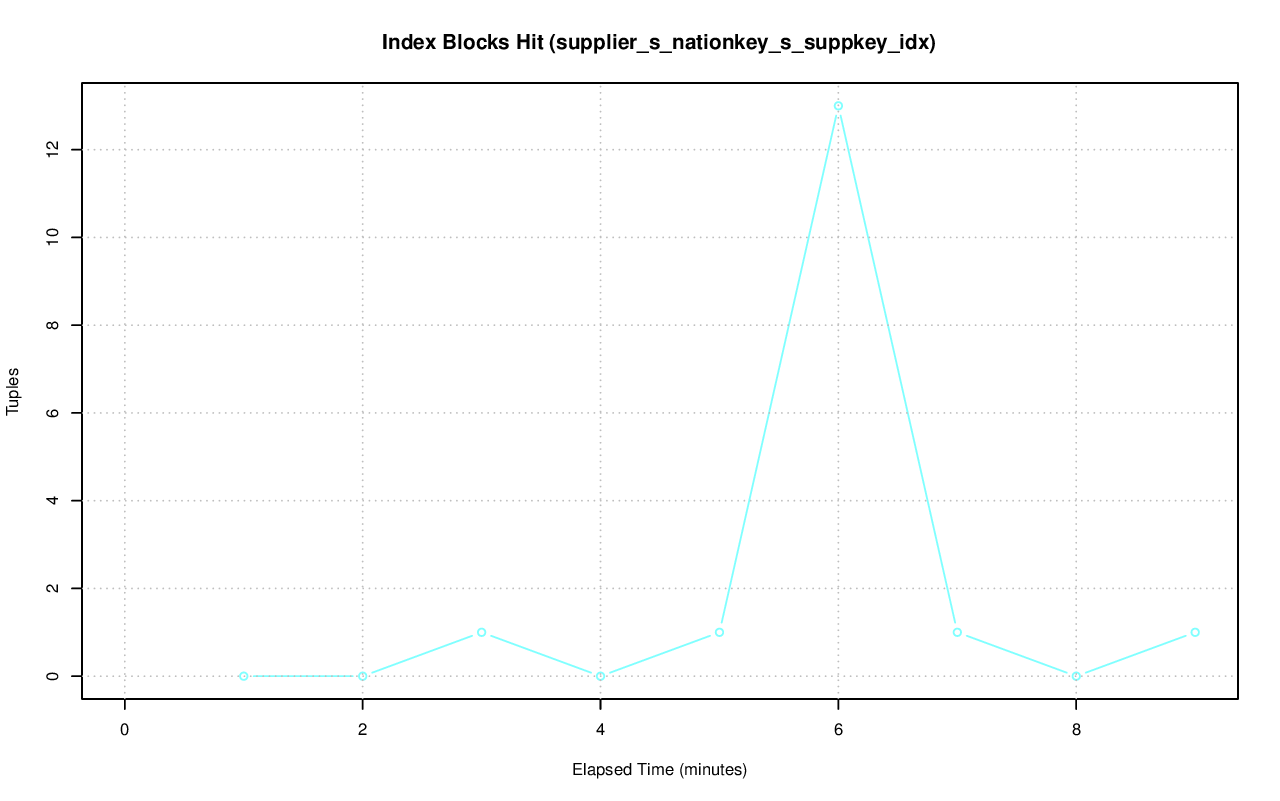 Index Blocks Hit (supplier_s_nationkey_s_suppkey_idx)
Tuples
12
10
8
6
4
2
0
0 2 4 6 8
Elapsed Time (minutes)